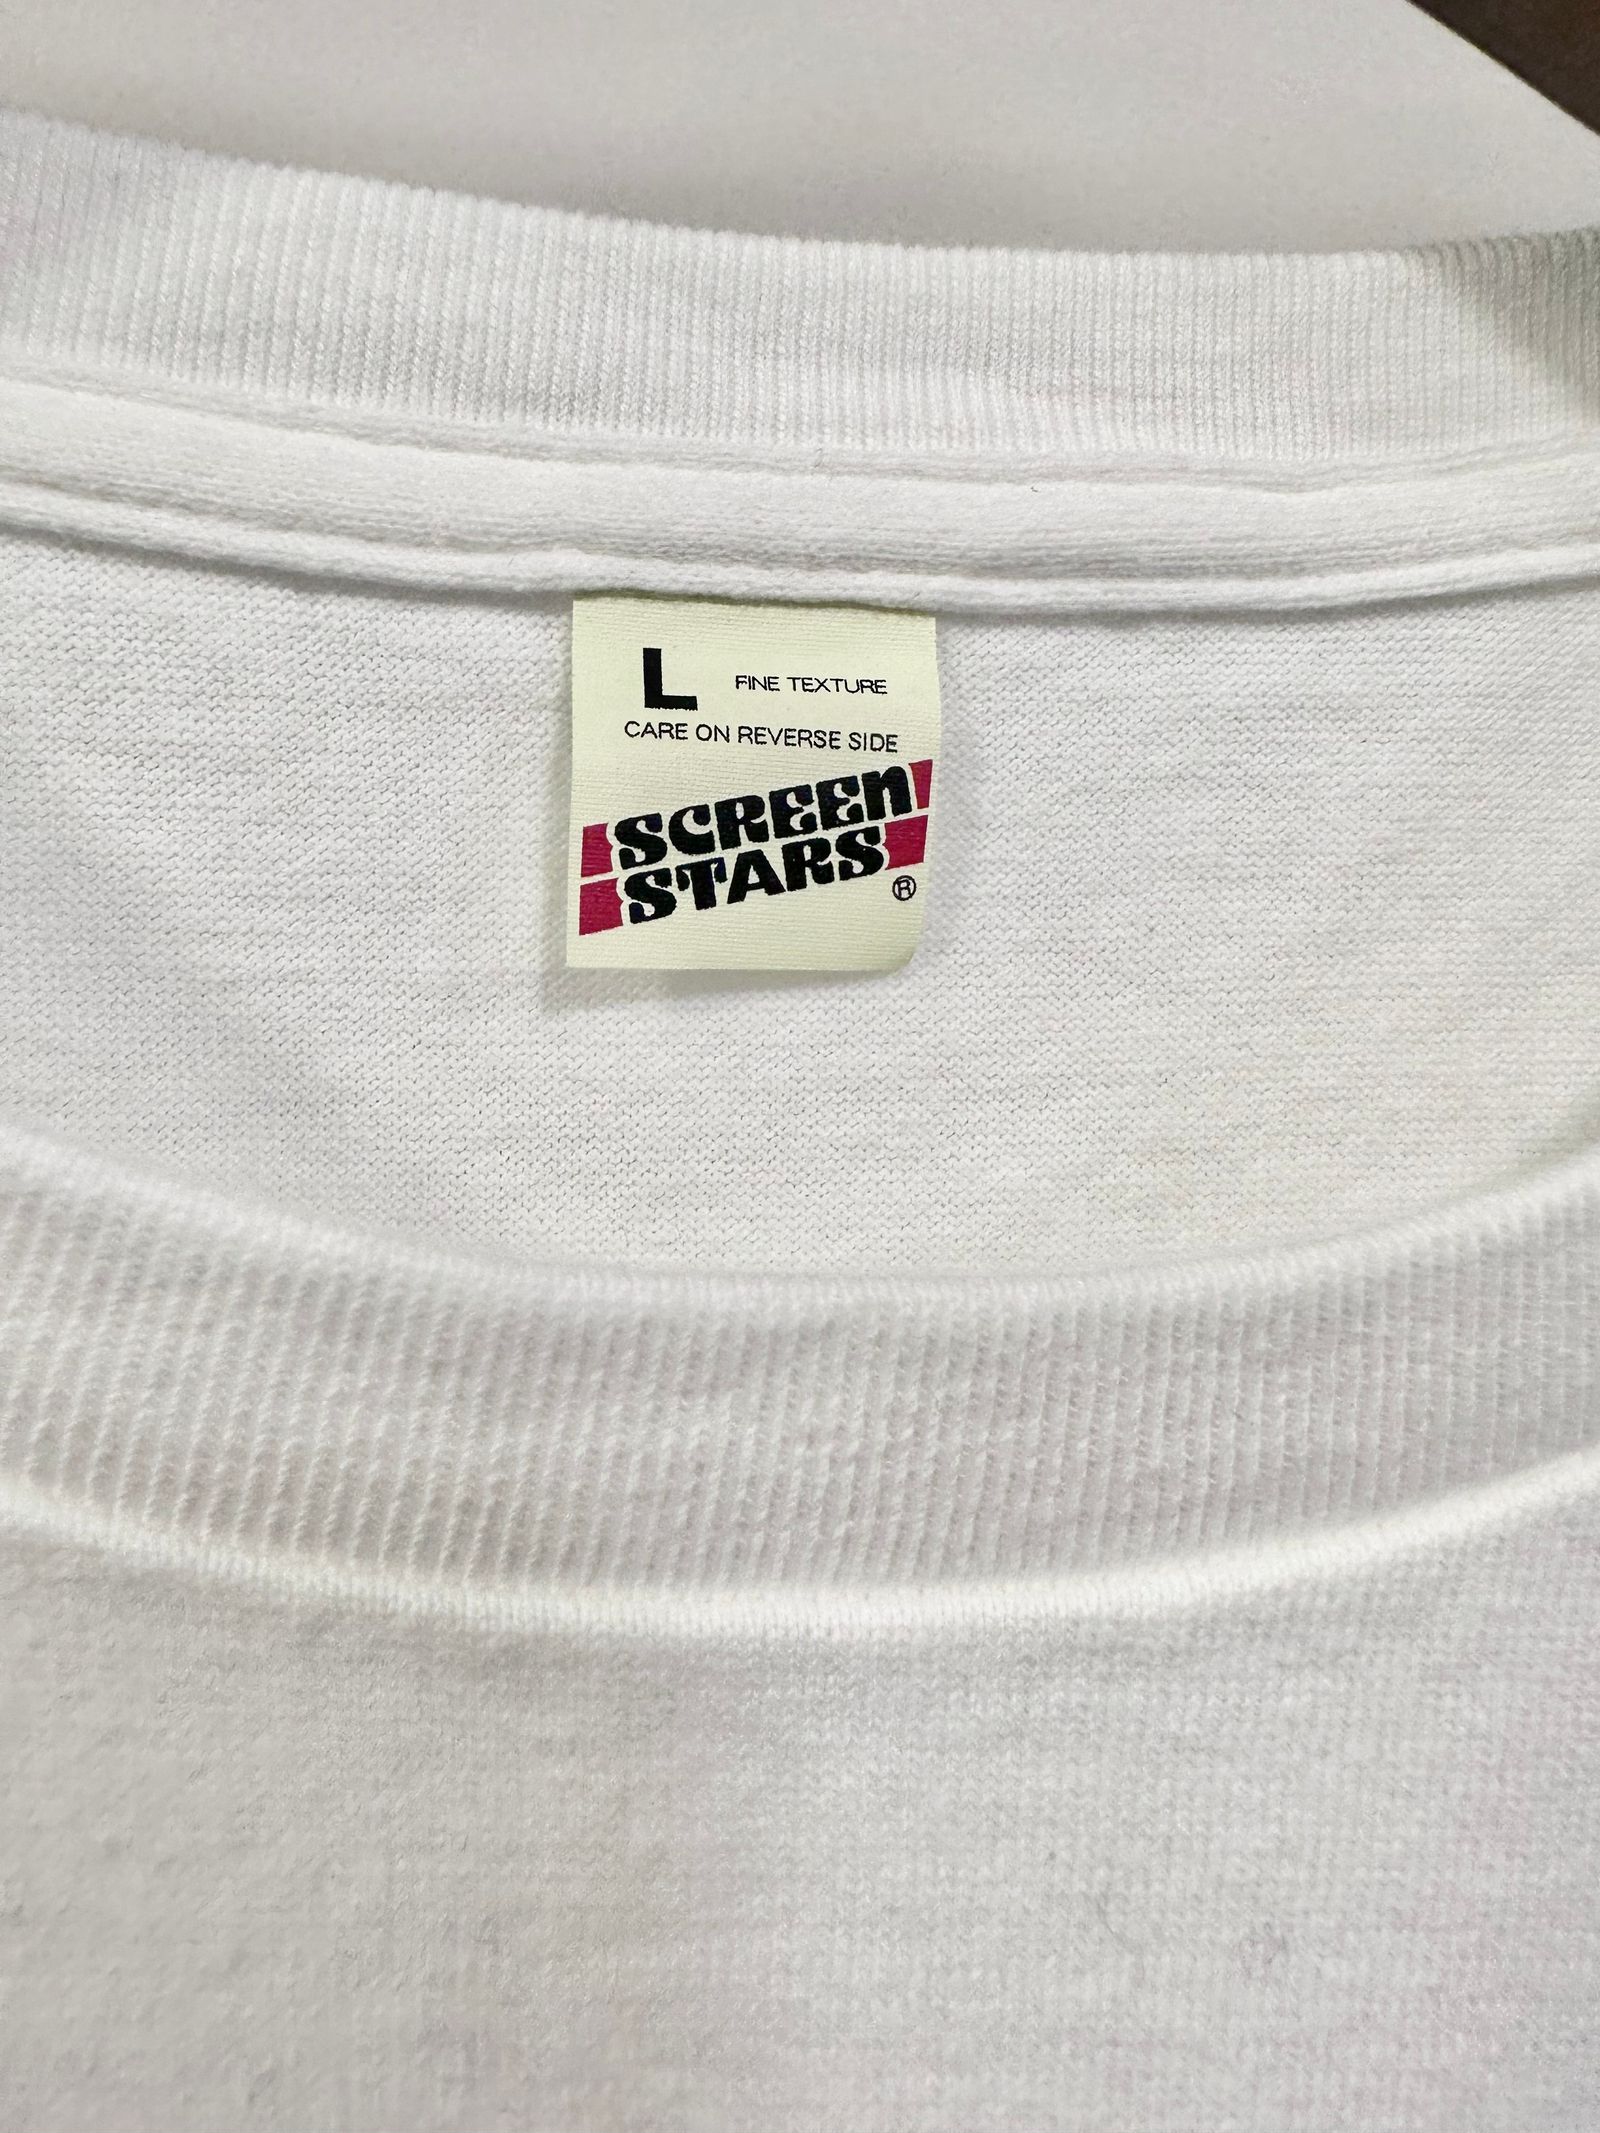 L FINE TEXTURE
CARE ON REVERSE SIDE
SCREEN
STARS ®